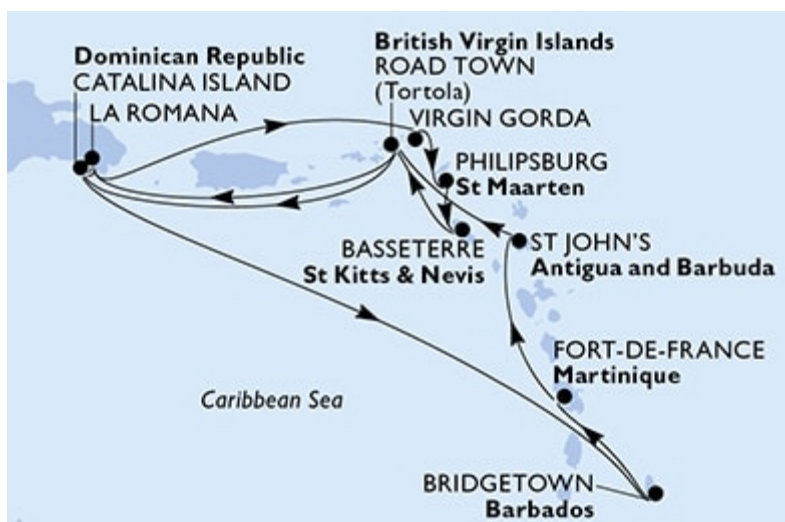 Dominican Republic
CATALINA ISLAND
LA ROMANA
British Virgin Islands
ROAD TOWN
(Tortola)
VIRGIN GORDA
PHILIPSBURG
St Maarten
BASSETERRE
St Kitts & Nevis
ST JOHN'S
Antigua and Barbuda
FORT-DE-FRANCE
Martinique
Caribbean Sea
BRIDGETOWN
Barbados